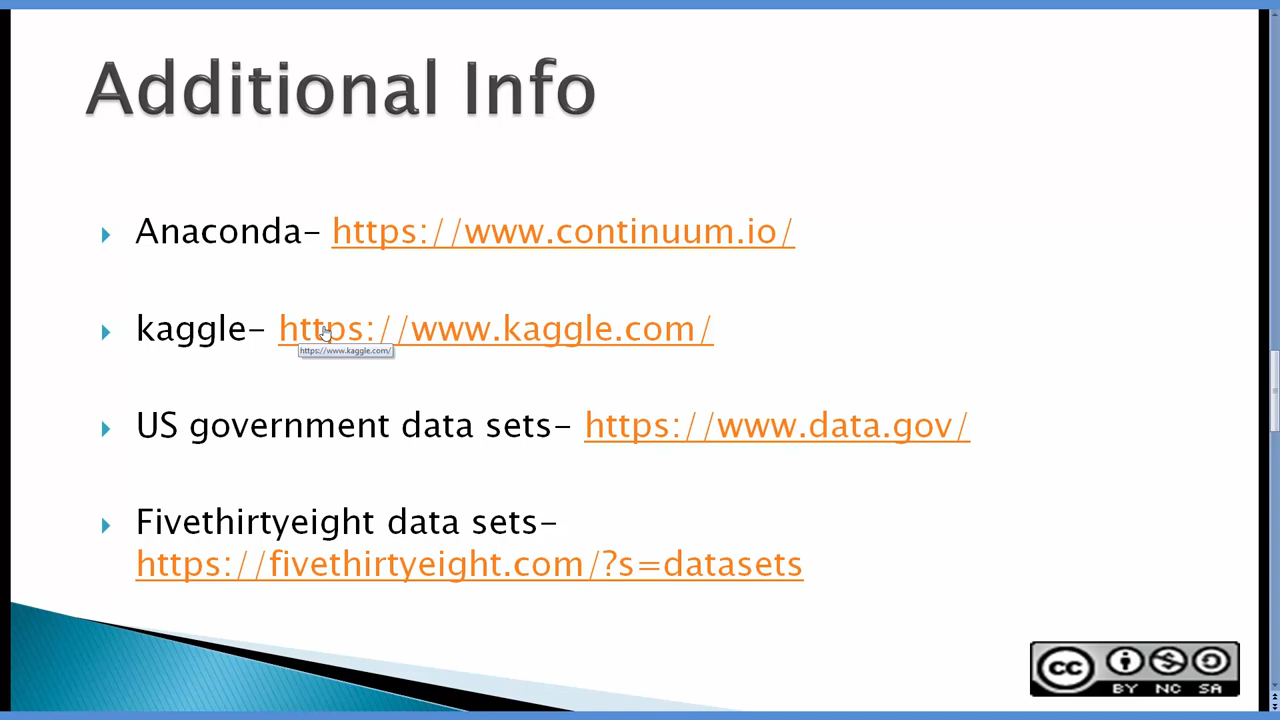 Additional Info
Anaconda- https://www.continuum.io/
kaggle- https://www.kaggle.com/
https://www.kaggle.com/
US government data sets- https://www.data.gov/
Fivethirtyeight data sets-
https://fivethirtyeight.com/?s=datasets
cc
BY NC SA